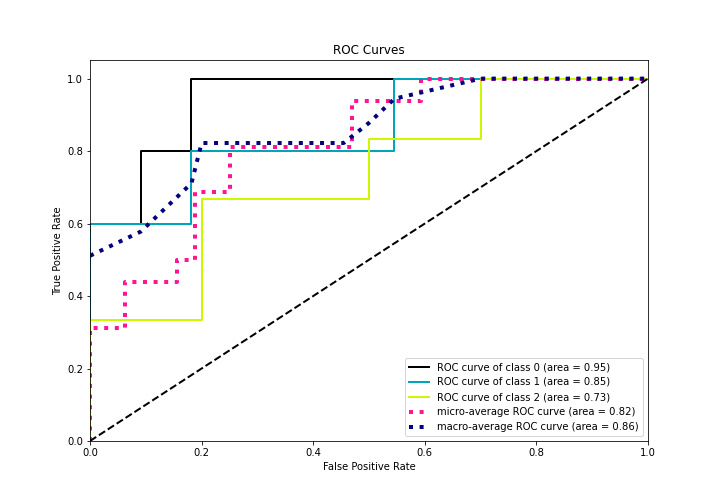 ROC Curves
True Positive Rate
1.0
0.8
0.6
0.4
0.2
0.0
0.0 0.2 0.4 0.6 0.8 1.0
False Positive Rate
ROC curve of class 0 (area = 0.95)
ROC curve of class 1 (area = 0.85)
ROC curve of class 2 (area = 0.73)
micro-average ROC curve (area = 0.82)
macro-average ROC curve (area = 0.86)